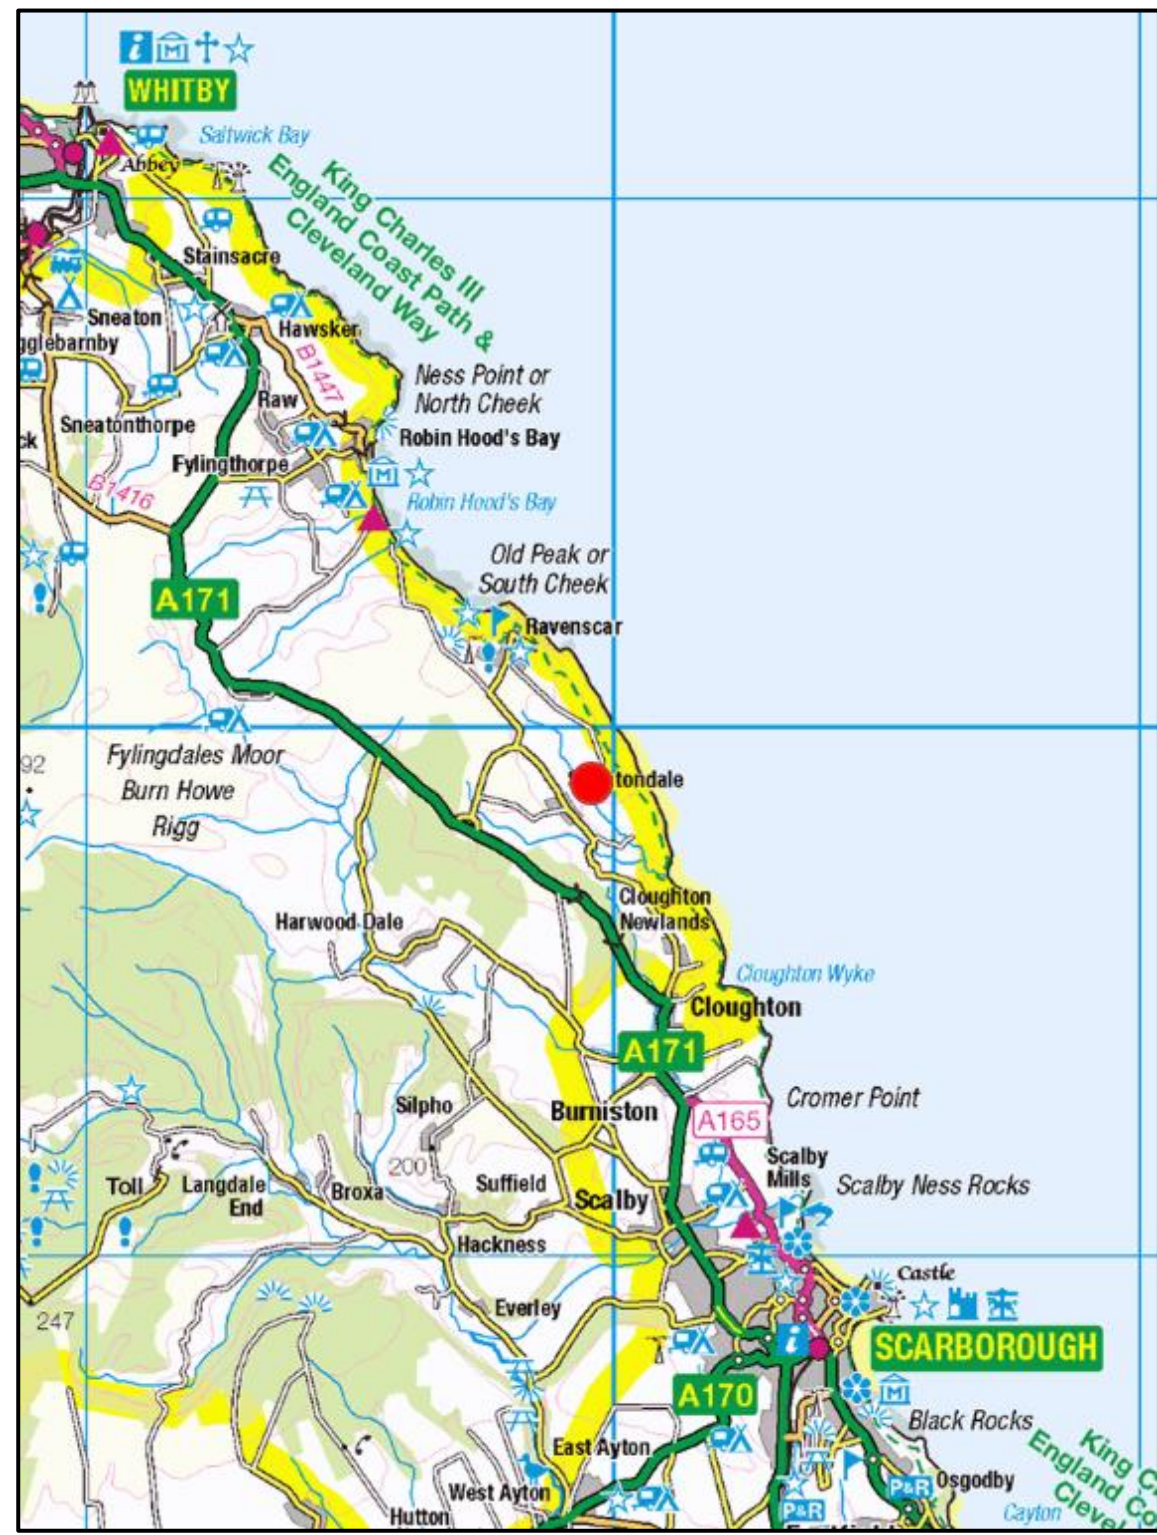 WHITBY
Saltwick Bay
Abbey
King Charles III
England Coast Path &
Cleveland Way
Stainsacre
Sneaton
gglebarnby
Hawsker
B1447
Ness Point or
North Cheek
Raw
Sneatonthorpe
ck
Robin Hood's Bay
Fylingthorpe
B1416
Robin Hood's Bay
Old Peak or
South Cheek
A171
Ravenscar
Fylingdales Moor
92
Burn Howe
Rigg
tondale
Cloughton
Newlands
Harwood Dale
Cloughton Wyke
Cloughton
A171
Cromer Point
Silpho
Burniston
A165
Scalby
Mills
200
Toll
Langdale
End
Broxa
Suffield
Scalby
Scalby Ness Rocks
Hackness
Castle
Everley
247
i
SCARBOROUGH
A170
Black Rocks
East Ayton
King C
England Co
Cleve
West Ayton
P&R
Osgodby
Hutton
P&R
Cayton